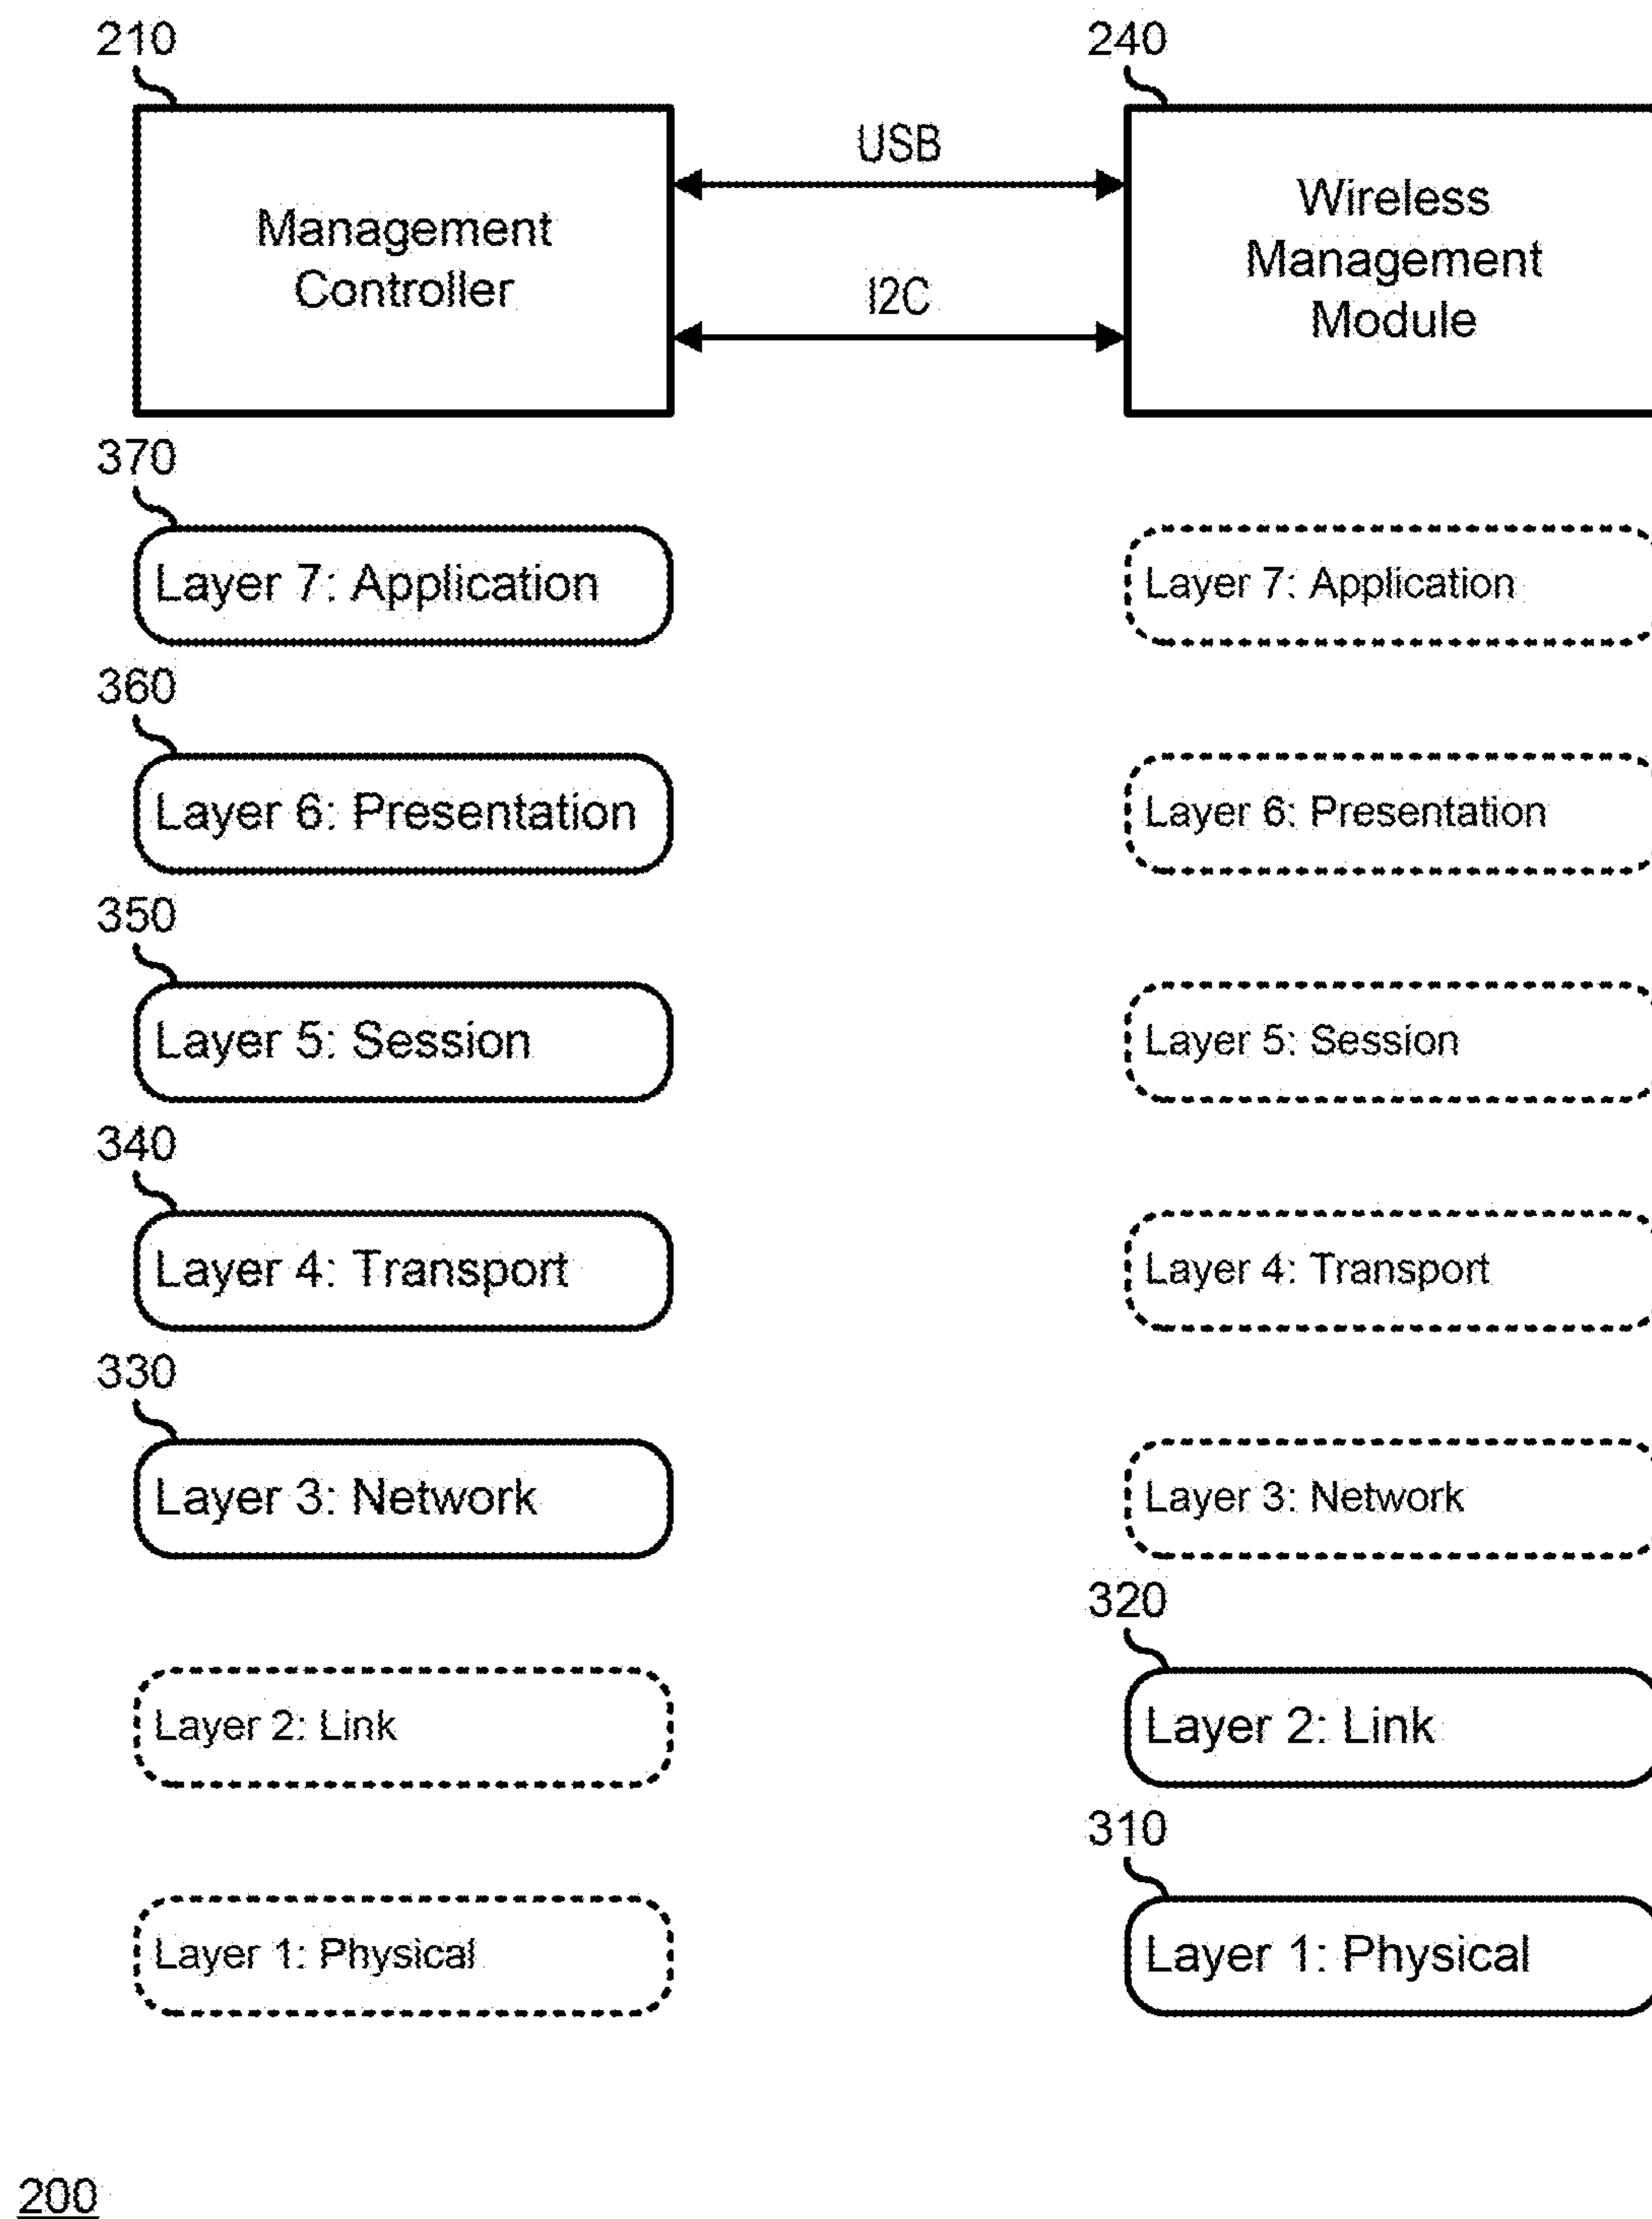 210
240
Management
Controller
USB
I2C
Wireless
Management
Module
370
Layer 7: Application
Layer 7: Application
360
Layer 6: Presentation
Layer 6: Presentation
350
Layer 5: Session
Layer 5: Session
340
Layer 4: Transport
Layer 4: Transport
330
Layer 3: Network
Layer 3: Network
320
Layer 2: Link
Layer 2: Link
310
Layer 1: Physical
Layer 1: Physical
200